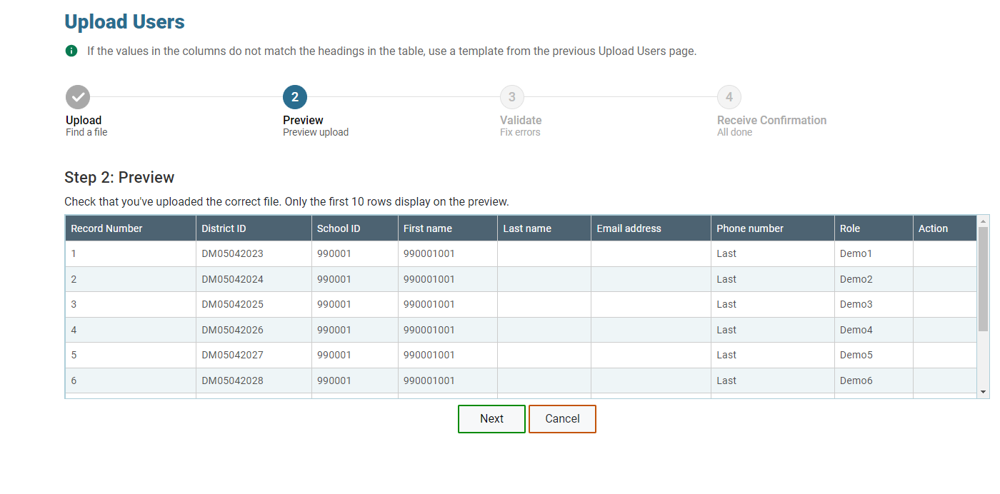 Upload Users
If the values in the columns do not match the headings in the table, use a template from the previous Upload Users page.
2 3 4
Upload Preview Validate Receive Confirmation
Find a file Preview upload Fix errors All done
Step 2: Preview
Check that you've uploaded the correct file. Only the first 10 rows display on the preview.
Record Number District ID School ID First name Last name Email address Phone number Role Action
1 DM05042023 990001 990001001 Last Demo1
2 DM05042024 990001 990001001 Last Demo2
3 DM05042025 990001 990001001 Last Demo3
4 DM05042026 990001 990001001 Last Demo4
5 DM05042027 990001 990001001 Last Demo5
6 DM05042028 990001 990001001 Last Demo6
Next Cancel